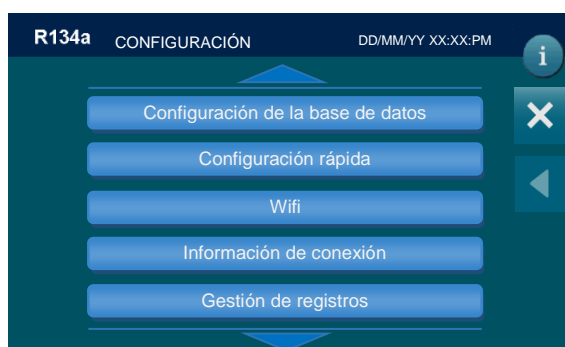 R134a CONFIGURACIÓN DD/MM/YY XX:XX:PM
i
Configuración de la base de datos
Configuración rápida
Wifi
Información de conexión
Gestión de registros